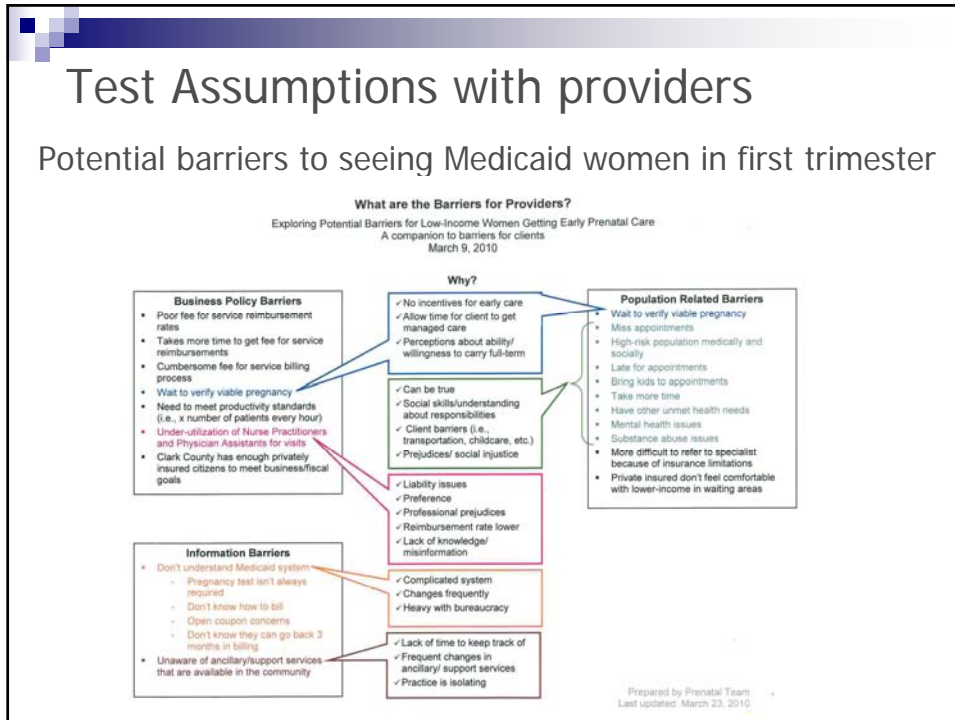 Test Assumptions with providers
Potential barriers to seeing Medicaid women in first trimester
What are the Barriers for Providers?
Exploring Potential Barriers for Low-Income Women Getting Early Prenatal Care
A companion to barriers for clients
March 9, 2010
Why?
Business Policy Barriers
▪ Poor fee for service reimbursement
rates
▪ Takes more time to get fee for service
reimbursements
▪ Cumbersome fee for service billing
process
▪ Wait to verify viable pregnancy
▪ Need to meet productivity standards
(i.e., x number of patients every hour)
▪ Under-utilization of Nurse Practitioners
and Physician Assistants for visits
▪ Clark County has enough privately
insured citizens to meet business/fiscal
goals
✓No incentives for early care
✓Allow time for client to get
managed care
✓Perceptions about ability/
willingness to carry full-term
✓Can be true
✓Social skills/understanding
about responsibilities
✓ Client barriers (i.e.,
transportation, childcare, etc.)
✓Prejudices/ social injustice
✓Liability issues
✓Preference
✓Professional prejudices
✓Reimbursement rate lower
✓Lack of knowledge/
misinformation
Population Related Barriers
▪ Wait to verify viable pregnancy
▪ Miss appointments
▪ High-risk population medically and
socially
▪ Late for appointments
▪ Bring kids to appointments
▪ Take more time
▪ Have other unmet health needs
▪ Mental health issues
▪ Substance abuse issues
▪ More difficult to refer to specialist
because of insurance limitations
▪ Private insured don't feel comfortable
with lower-income in waiting areas
Information Barriers
▪ Don't understand Medicaid system
- Pregnancy test isn't always
required
- Don't know how to bill
- Open coupon concerns
- Don't know they can go back 3
months in billing
▪ Unaware of ancillary/support services
that are available in the community
✓Complicated system
✓Changes frequently
✓Heavy with bureaucracy
✓Lack of time to keep track of
✓Frequent changes in
ancillary/ support services
✓Practice is isolating
Prepared by Prenatal Team
Last updated: March 23, 2010